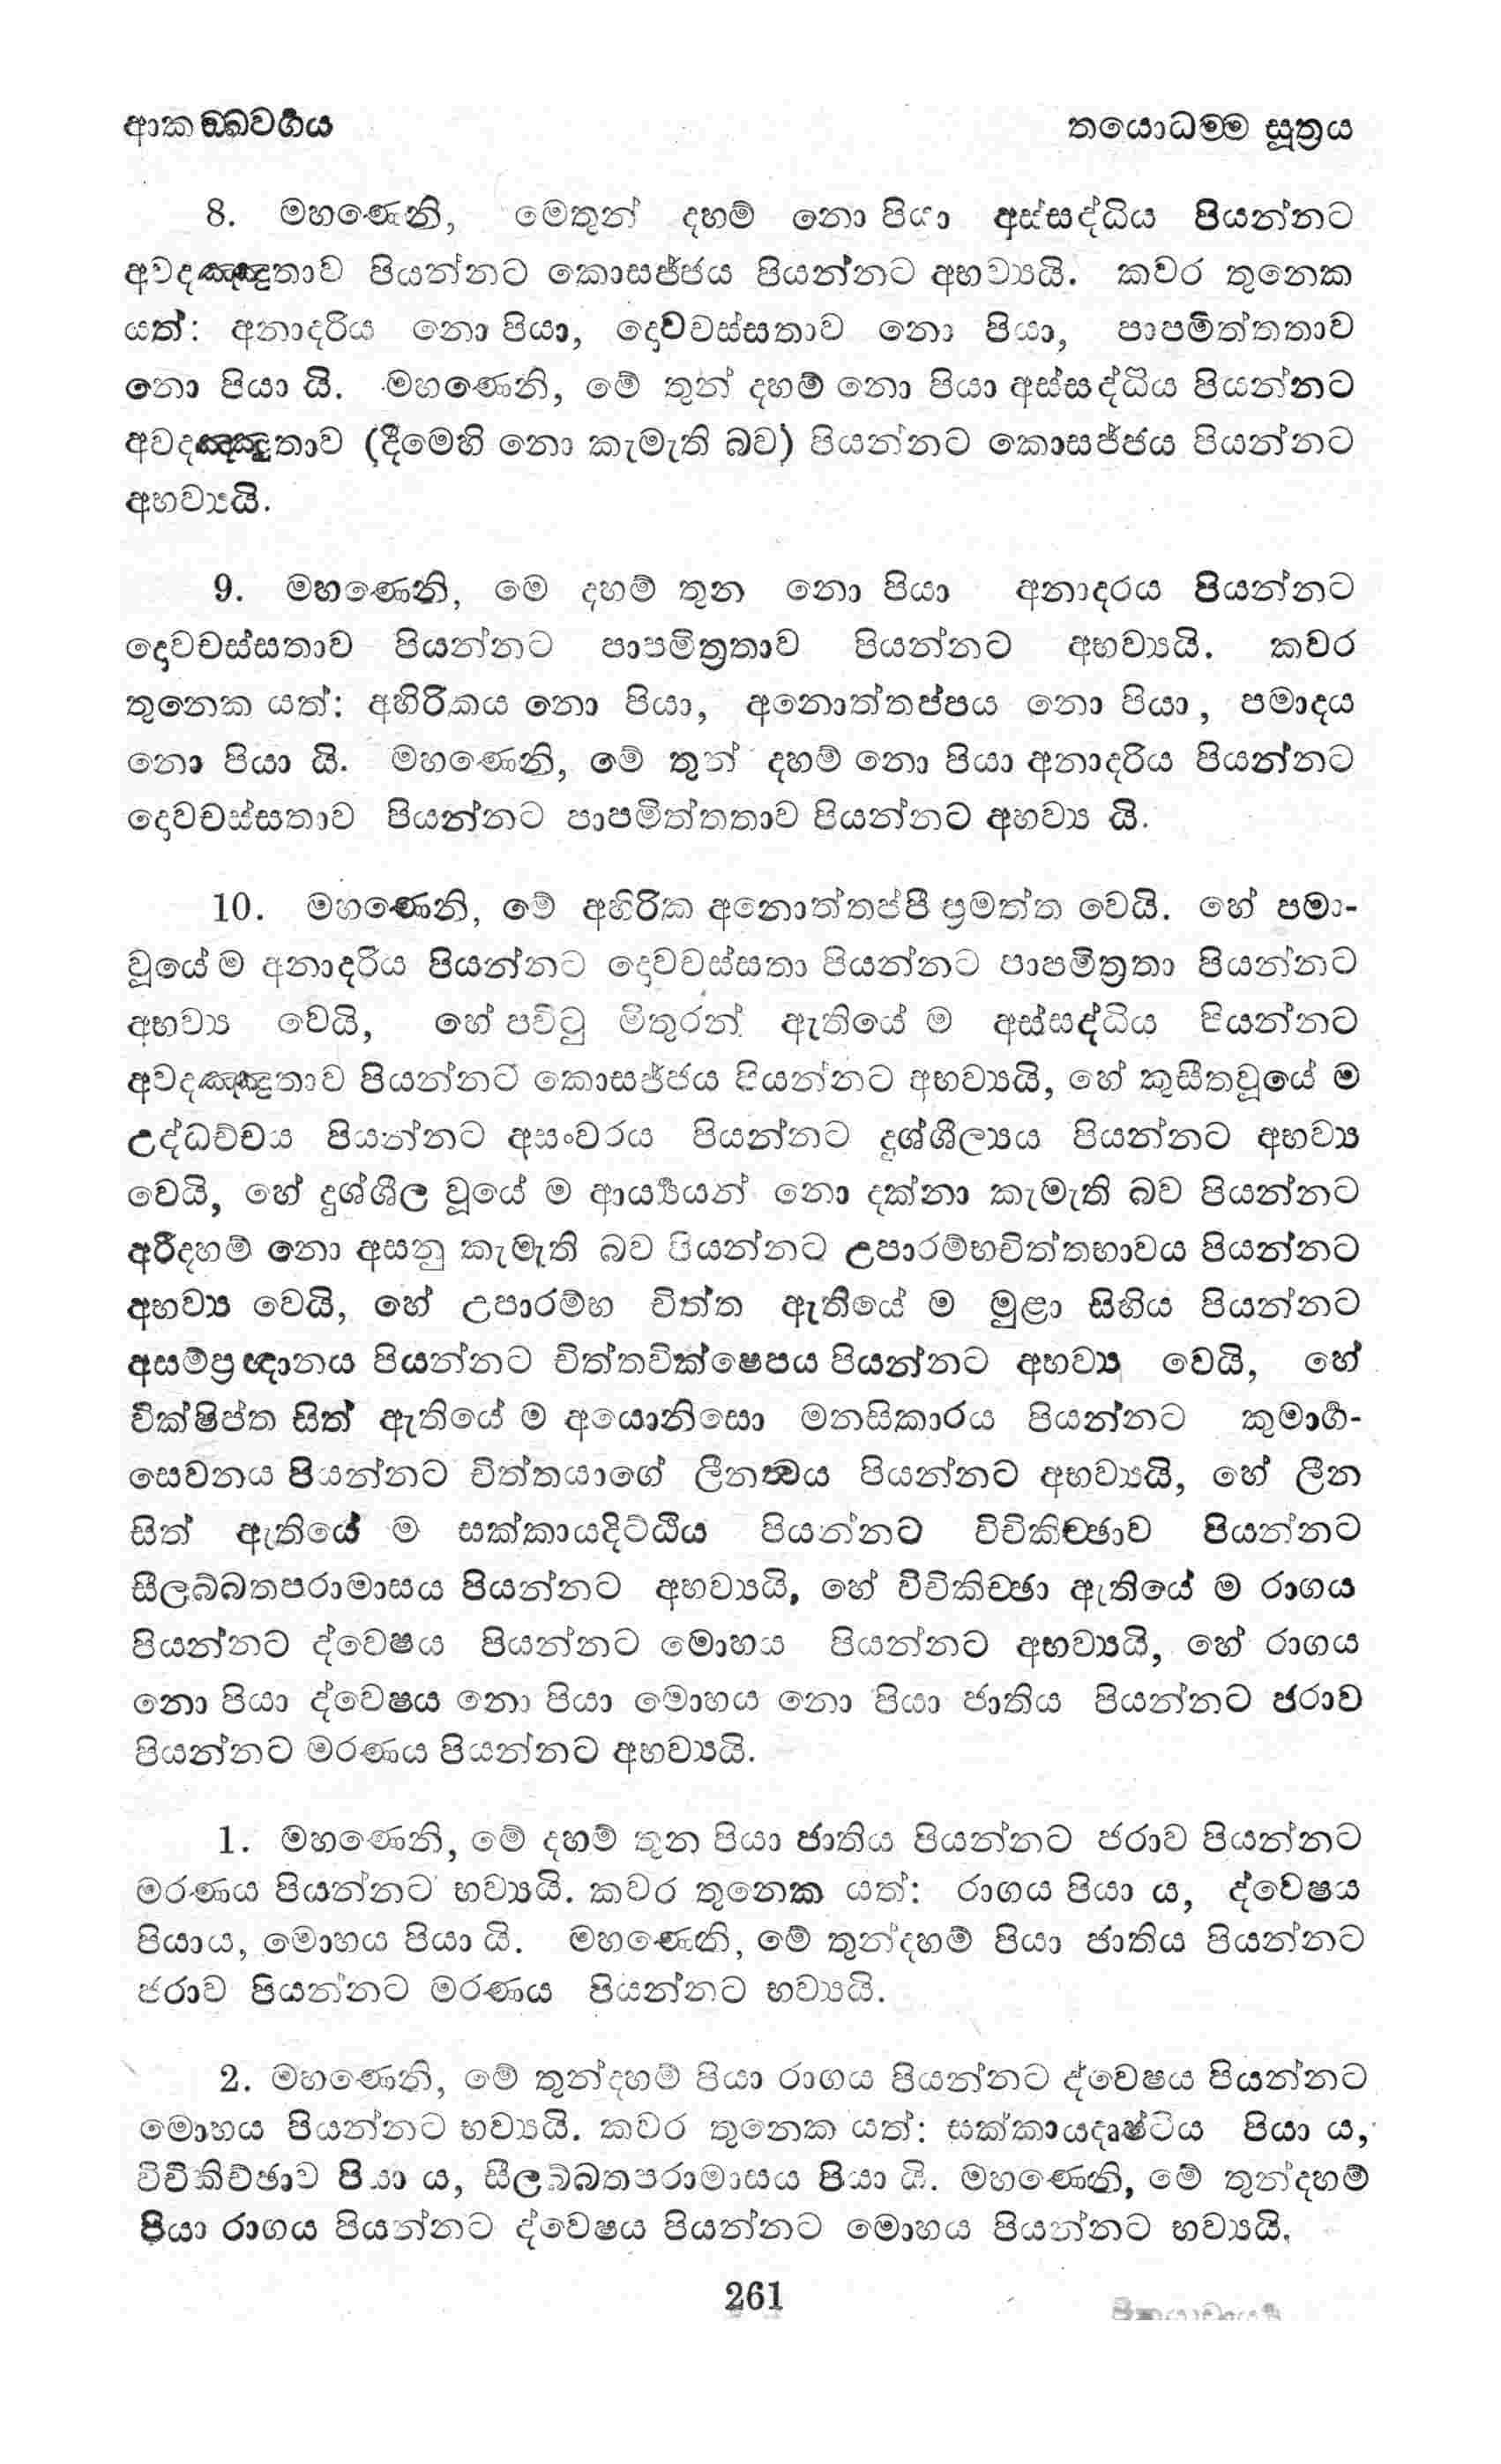 ආකඞ්ඛවර්‍ගය තයොධම්ම සූත්‍රය
8. මහණෙනි, මෙතුන් දහම් නො පියා අස්සද්ධිය පියන්නට
අවදඤ්ඤුතාව පියන්නට කොසජ්ජය පියන්නට අභව්‍යයි. කවර තුනෙක
යත්: අනාදරිය නො පියා, දොවචස්සතාව නො පියා, පාපමිත්තතාව
නො පියා යි. මහණෙනි, මේ තුන් දහම් නො පියා අස්සද්ධිය පියන්නට
අවදඤ්ඤුතාව (දීමෙහි නො කැමැති බව) පියන්නට කොසජ්ජය පියන්නට
අභව්‍යයි.
9. මහණෙනි, මෙ දහම් තුන නො පියා අනාදරය පියන්නට
දොවචස්සතාව පියන්නට පාපමිත්‍රතාව පියන්නට අභව්‍යයි. කවර
තුනෙක යත්: අහිරිකය නො පියා, අනොත්තප්පය නො පියා, පමාදය
නො පියා යි. මහණෙනි, මේ තුන් දහම් නො පියා අනාදරිය පියන්නට
දොවචස්සතාව පියන්නට පාපමිත්තතාව පියන්නට අභව්‍ය යි.
10. මහණෙනි, මේ අහිරික අනොත්තප්පී ප්‍රමත්ත වෙයි. හේ පමා-
වූයේ ම අනාදරිය පියන්නට දොවචස්සතා පියන්නට පාපමිත්‍රතා පියන්නට
අභව්‍ය වෙයි, හේ පවිටු මිතුරන් ඇතියේ ම අස්සද්ධිය පියන්නට
අවදඤ්ඤුතාව පියන්නට කොසජ්ජය පියන්නට අභව්‍යයි, හේ කුසීතවූයේ ම
උද්ධච්චය පියන්නට අසංවරය පියන්නට දුශ්ශීල්‍යය පියන්නට අභව්‍ය
වෙයි, හේ දුශ්ශීල වූයේ ම ආර්‍ය්‍යයන් නො දක්නා කැමැති බව පියන්නට
අරීදහම් නො අසනු කැමැති බව පියන්නට උපාරම්භචිත්තභාවය පියන්නට
අභව්‍ය වෙයි, හේ උපාරම්භ චිත්ත ඇතියේ ම මුළා සිහිය පියන්නට
අසම්ප්‍රඥානය පියන්නට චිත්තවික්ෂෙපය පියන්නට අභව්‍ය වෙයි, හේ
වික්ෂිප්ත සිත් ඇතියේ ම අයොනිසො මනසිකාරය පියන්නට කුමාර්‍ග-
සෙවනය පියන්නට චිත්තයාගේ ලීනත්‍වය පියන්නට අභව්‍යයි, හේ ලීන
සිත් ඇතියේ ම සක්කායදිට්ඨිය පියන්නට විචිකිච්ඡාව පියන්නට
සීලබ්බතපරාමාසය පියන්නට අභව්‍යයි, හේ විචිකිච්ඡා ඇතියේ ම රාගය
පියන්නට ද්වෙෂය පියන්නට මොහය පියන්නට අභව්‍යයි, හේ රාගය
නො පියා ද්වෙෂය නො පියා මොහය නො පියා ජාතිය පියන්නට ජරාව
පියන්නට මරණය පියන්නට අභව්‍යයි.
1. මහණෙනි, මේ දහම් තුන පියා ජාතිය පියන්නට ජරාව පියන්නට
මරණය පියන්නට භව්‍යයි. කවර තුනෙක යත්: රාගය පියා ය, ද්වෙෂය
පියාය, මොහය පියා යි. මහණෙනි, මේ තුන්දහම් පියා ජාතිය පියන්නට
ජරාව පියන්නට මරණය පියන්නට භව්‍යයි.
2. මහණෙනි, මේ තුන්දහම් පියා රාගය පියන්නට ද්වෙෂය පියන්නට
මොහය පියන්නට භව්‍යයි. කවර තුනෙක යත්: සක්කායදෘෂ්ටිය පියා ය,
විචිකිච්ඡාව පියා ය, සීලබ්බතපරාමාසය පියා යි. මහණෙනි, මේ තුන්දහම්
පියා රාගය පියන්නට ද්වෙෂය පියන්නට මොහය පියන්නට භව්‍යයි.
261